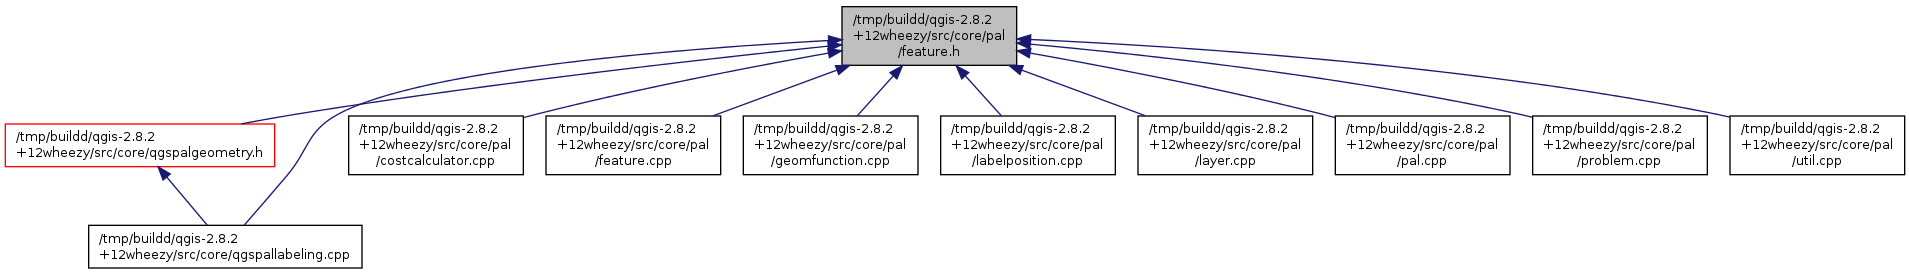 /tmp/buildd/qgis-2.8.2
+12wheezy/src/core/pal
/feature.h
/tmp/buildd/qgis-2.8.2
+12wheezy/src/core/qgspalgeometry.h
/tmp/buildd/qgis-2.8.2
+12wheezy/src/core/pal
/costcalculator.cpp
/tmp/buildd/qgis-2.8.2
+12wheezy/src/core/pal
/feature.cpp
/tmp/buildd/qgis-2.8.2
+12wheezy/src/core/pal
/geomfunction.cpp
/tmp/buildd/qgis-2.8.2
+12wheezy/src/core/pal
/labelposition.cpp
/tmp/buildd/qgis-2.8.2
+12wheezy/src/core/pal
/layer.cpp
/tmp/buildd/qgis-2.8.2
+12wheezy/src/core/pal
/pal.cpp
/tmp/buildd/qgis-2.8.2
+12wheezy/src/core/pal
/problem.cpp
/tmp/buildd/qgis-2.8.2
+12wheezy/src/core/pal
/util.cpp
/tmp/buildd/qgis-2.8.2
+12wheezy/src/core/qgspallabeling.cpp